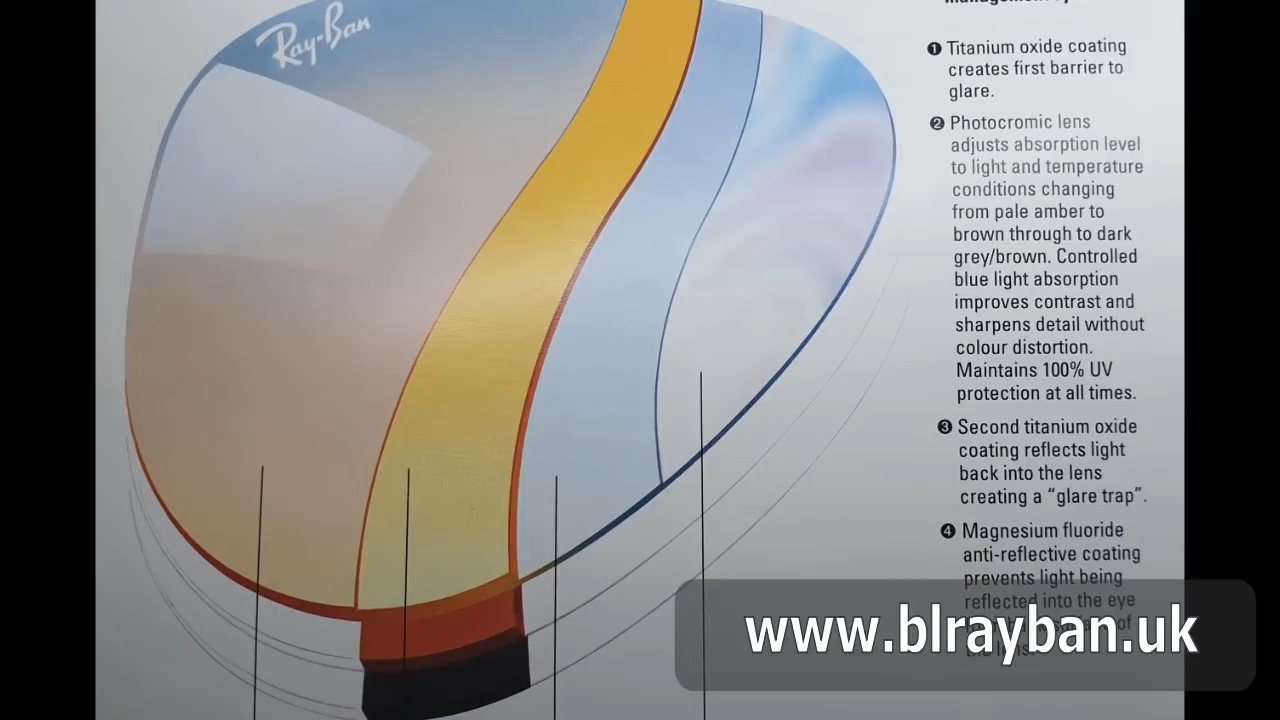 Ray-Ban
❶ Titanium oxide coating
creates first barrier to
glare.
❷ Photocromic lens
adjusts absorption level
to light and temperature
conditions changing
from pale amber to
brown through to dark
grey/brown. Controlled
blue light absorption
improves contrast and
sharpens detail without
colour distortion.
Maintains 100% UV
protection at all times.
❸ Second titanium oxide
coating reflects light
back into the lens
creating a “glare trap”.
❹ Magnesium fluoride
anti-reflective coating
prevents light being
reflected into the eye
of
www.blrayban.uk